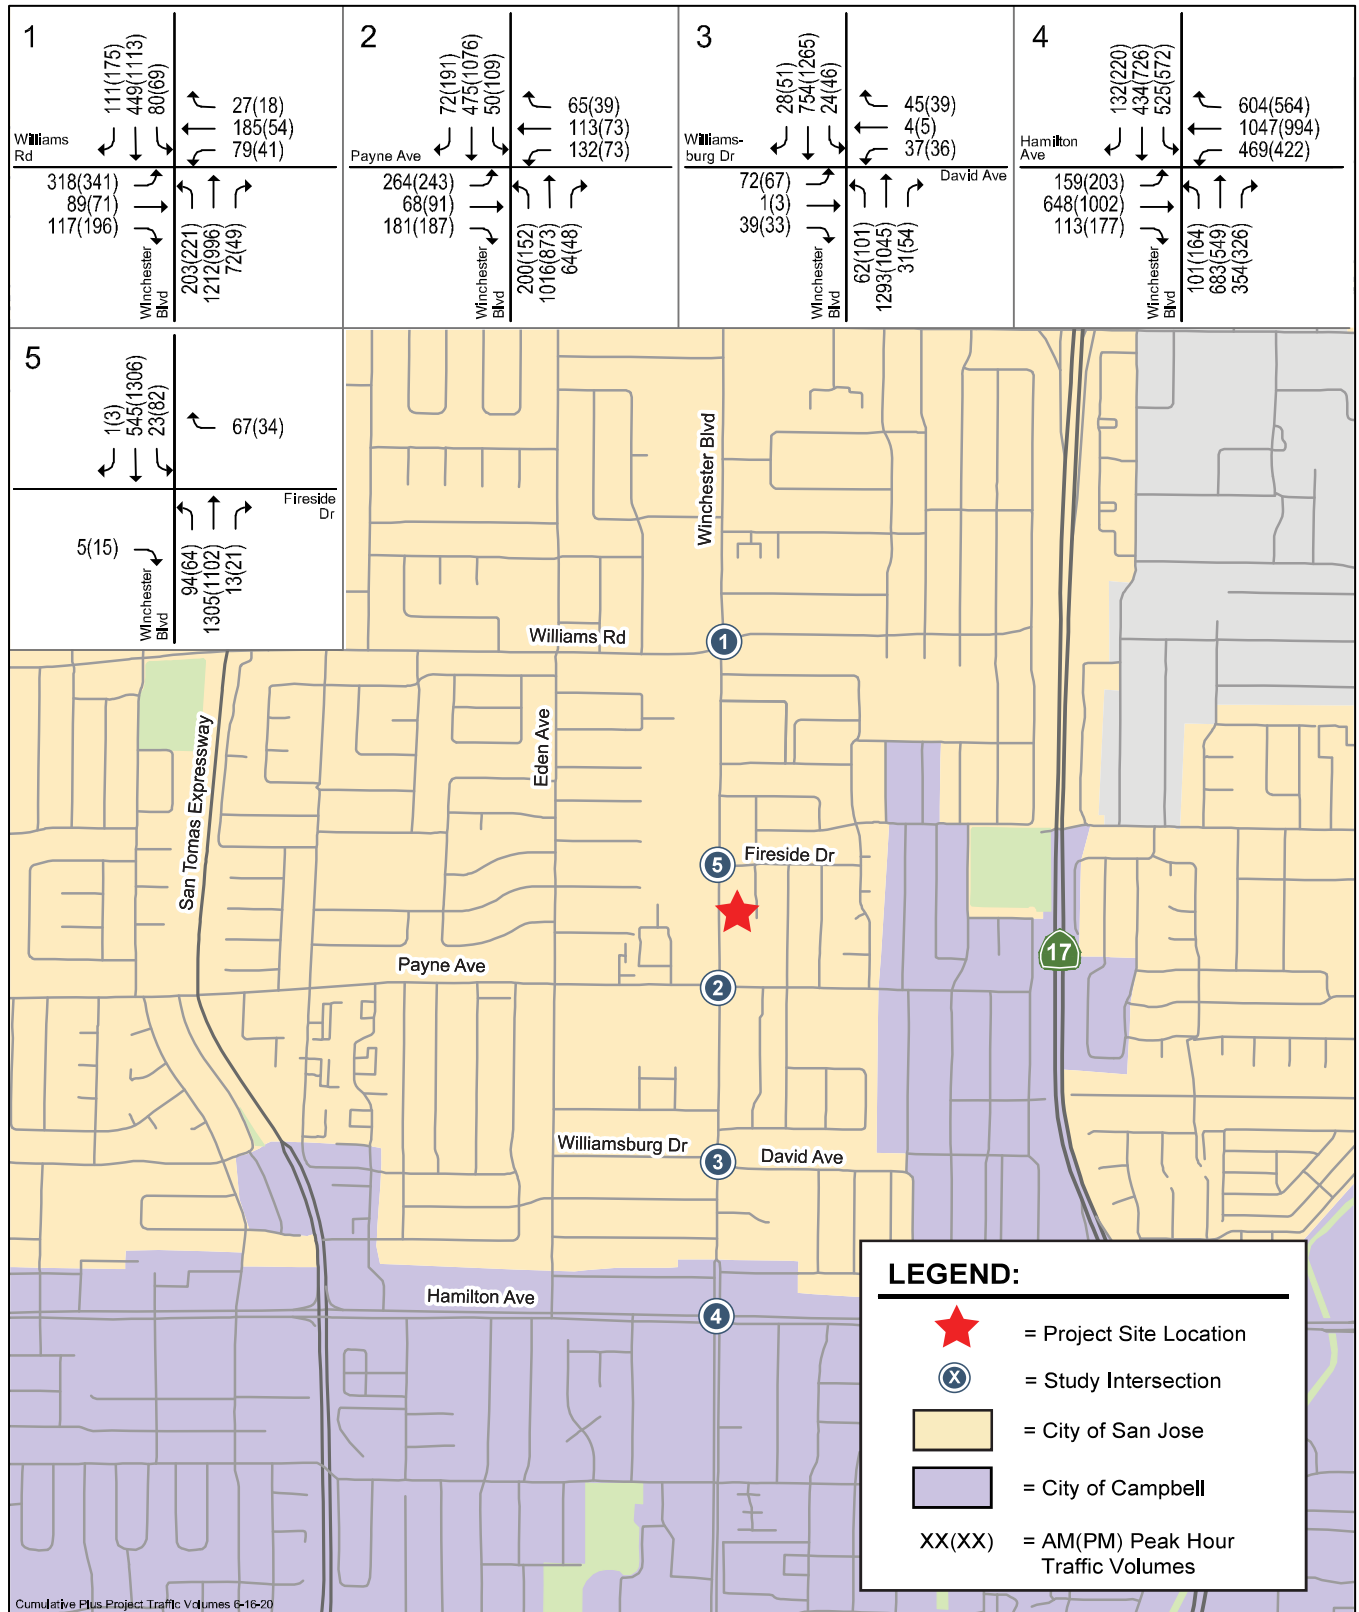 1
111(175)
449(1113)
80(69)
27(18)
185(54)
79(41)
Williams
Rd
318(341)
89(71)
117(196)
Winchester
Blvd
203(221)
1212(996)
72(49)
2
72(191)
475(1076)
50(109)
65(39)
113(73)
132(73)
Payne Ave
264(243)
68(91)
181(187)
Winchester
Blvd
200(152)
1016(873)
64(48)
3
28(51)
754(1265)
24(46)
45(39)
4(5)
37(36)
Williams-
burg Dr
David Ave
72(67)
1(3)
39(33)
Winchester
Blvd
62(101)
1293(1045)
31(54)
4
132(220)
434(726)
525(572)
604(564)
1047(994)
469(422)
Hamilton
Ave
159(203)
648(1002)
113(177)
Winchester
Blvd
101(164)
683(549)
354(326)
5
1(3)
545(1306)
23(82)
67(34)
Fireside
Dr
5(15)
Winchester
Blvd
94(64)
1305(1102)
13(21)
Winchester Blvd
Williams Rd
1
San Tomas Expressway
Eden Ave
5
Fireside Dr
17
Payne Ave
2
Williamsburg Dr
3
David Ave
Hamilton Ave
4
LEGEND:
= Project Site Location
X
= Study Intersection
= City of San Jose
= City of Campbell
XX(XX)
= AM(PM) Peak Hour
Traffic Volumes
Cumulative Plus Project Traffic Volumes 6-16-20